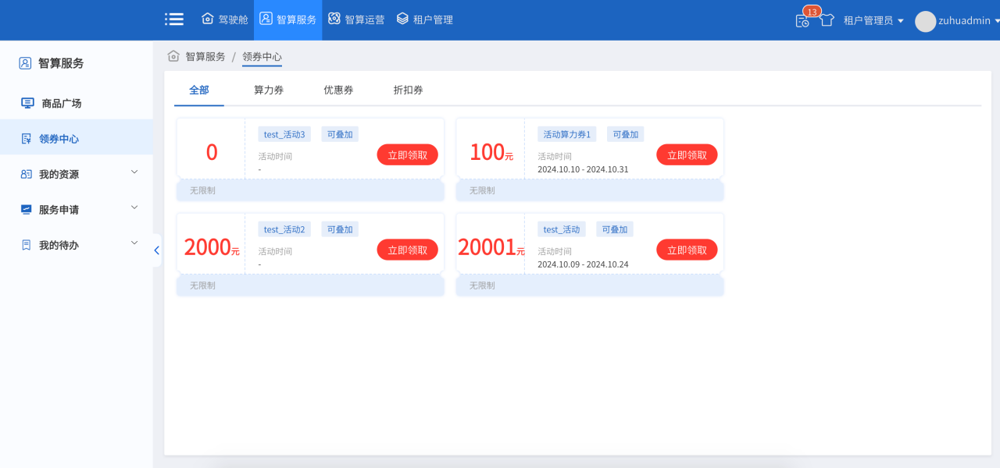 驾驶舱 智算服务 智算运营 租户管理 13 租户管理员 zuhuadmin
智算服务
商品广场
领券中心
我的资源
服务申请
我的待办
智算服务 / 领券中心
全部 算力券 优惠券 折扣券
0
test_活动3 可叠加
活动时间
-
立即领取
无限制
100元
活动算力券1 可叠加
活动时间
2024.10.10 - 2024.10.31
立即领取
无限制
2000元
test_活动2 可叠加
活动时间
-
立即领取
无限制
20001元
test_活动 可叠加
活动时间
2024.10.09 - 2024.10.24
立即领取
无限制